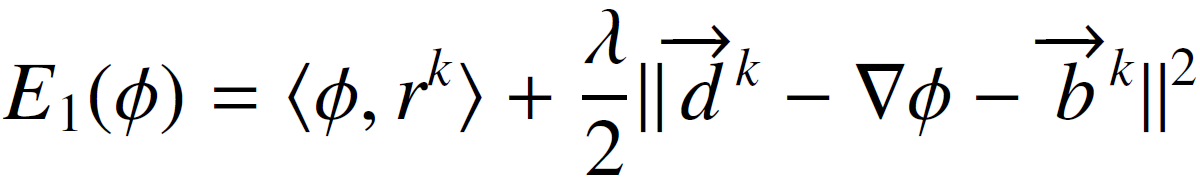 E₁(ϕ) = ⟨ϕ, rᵏ⟩ + λ/2 ‖d⃗ ᵏ − ∇ϕ − b⃗ ᵏ‖²